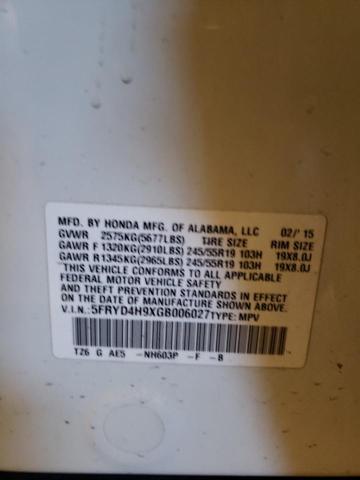 MFD. BY HONDA MFG. OF ALABAMA, LLC 02/'15
GVWR 2575KG(5677LBS) TIRE SIZE RIM SIZE
GAWR F 1320KG(2910LBS) 245/55R19 103H 19X8.0J
GAWR R1345KG(2965LBS) 245/55R19 103H 19X8.0J
THIS VEHICLE CONFORMS TO ALL APPLICABLE
FEDERAL MOTOR VEHICLE SAFETY AND
THEFT PREVENTION STANDARDS IN EFFECT
ON THE DATE OF MANUFACTURE SHOWN ABOVE.
V.I.N.:5FRYD4H9XGB006027 TYPE: MPV
T26 G AE5 -NH603P -F -B